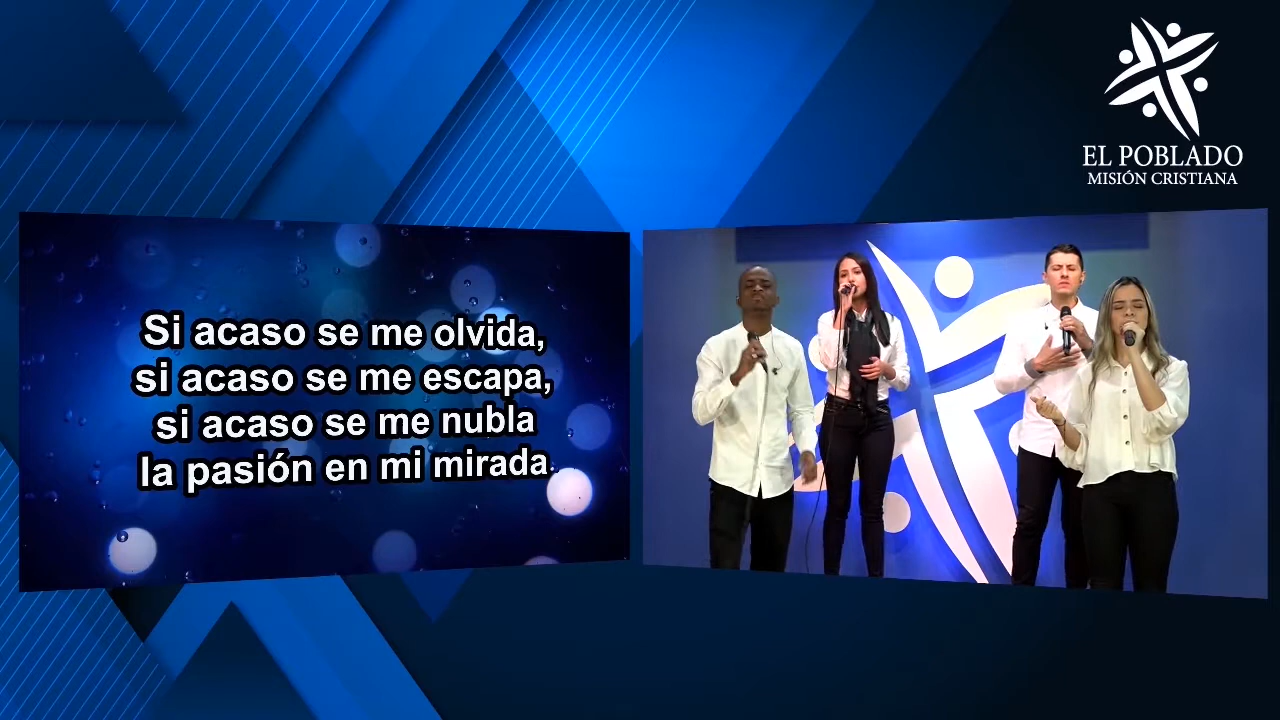 EL POBLADO
MISIÓN CRISTIANA
Si acaso se me olvida,
si acaso se me escapa,
si acaso se me nubla
la pasión en mi mirada.